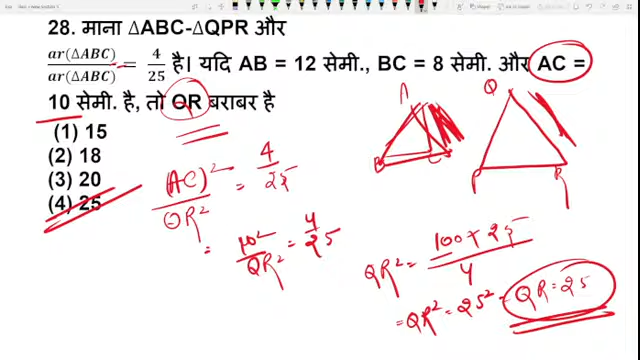 28. माना ΔABC-ΔQPR और
ar(ΔABC)/ar(ΔABC) = 4/25 है। यदि AB = 12 सेमी., BC = 8 सेमी. और AC =
10 सेमी. है, तो QR बराबर है
(1) 15
(2) 18
(3) 20
(4) 25
AC)²/QR² = 4/25
= 10²/QR² = 4/25
A
B C
Q
P R
QR² = 100 × 25/4
= QR² = 25² - QR = 25